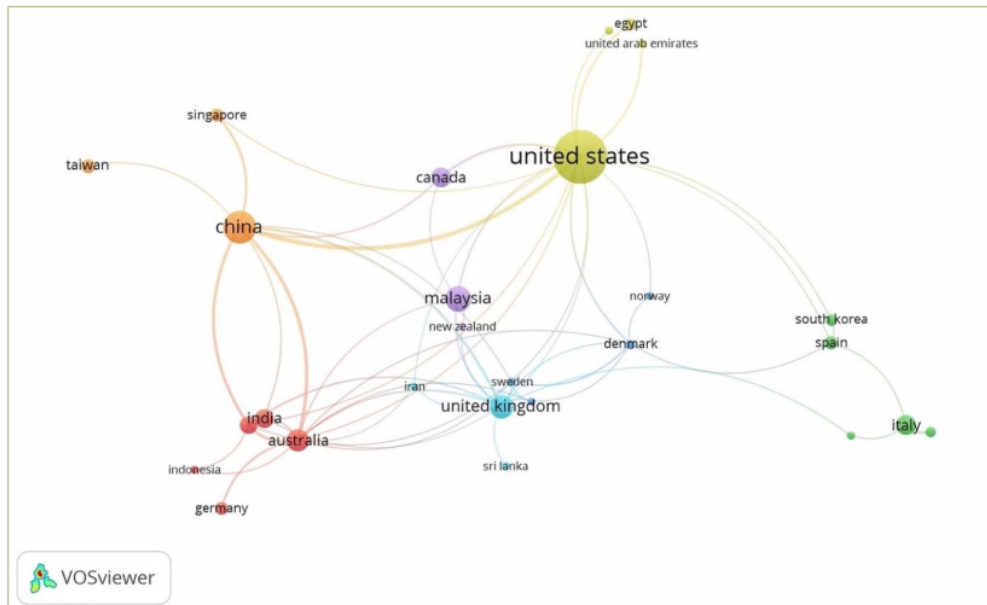 egypt
united arab emirates
singapore
united states
taiwan
canada
china
malaysia
norway
new zealand
south korea
denmark
spain
iran
sweden
united kingdom
india
italy
australia
indonesia
sri lanka
germany
VOSviewer